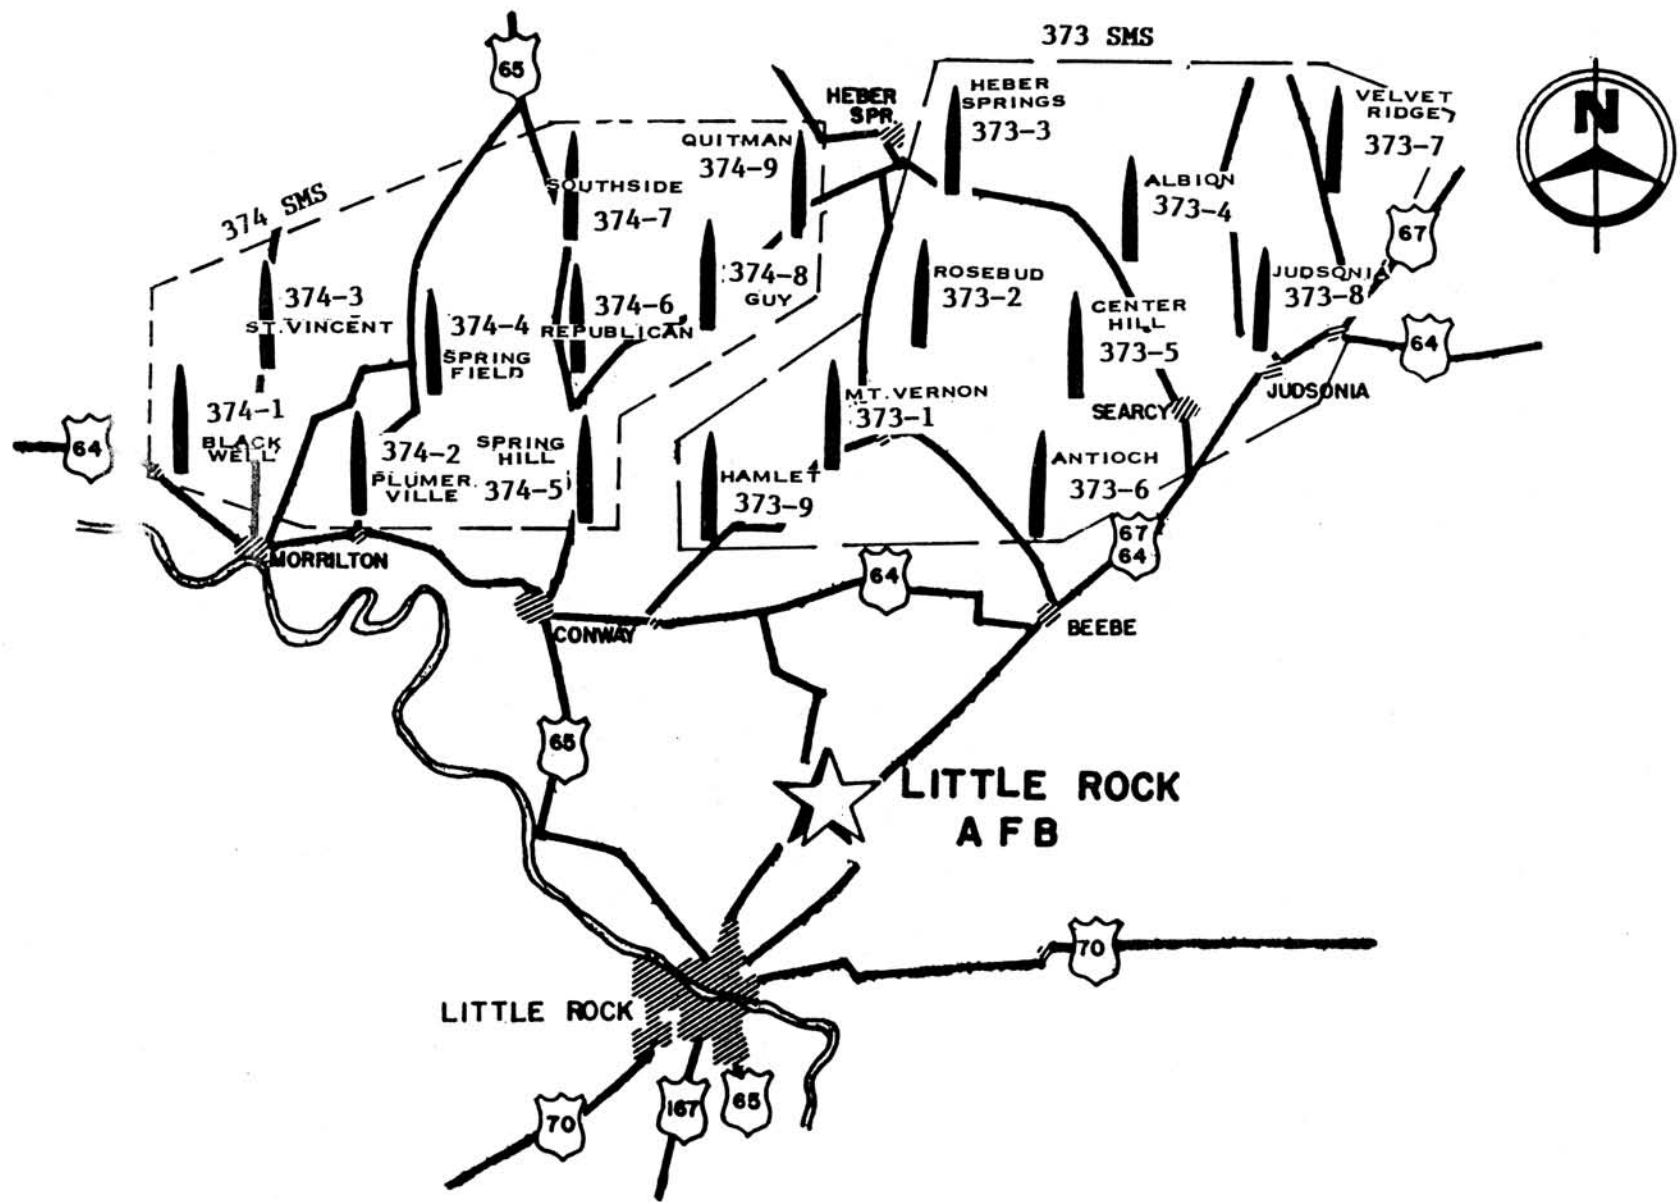 373 SMS
65
HEBER
SPR.
HEBER
SPRINGS
373-3
VELVET
RIDGE
373-7
N
QUITMAN
374-9
SOUTHSIDE
374-7
ALBION
373-4
374 SMS
67
374-3
ST. VINCENT
374-4
SPRING
FIELD
374-6
REPUBLICAN
374-8
GUY
ROSEBUD
373-2
CENTER
HILL
373-5
JUDSONIA
373-8
64
JUDSONIA
SEARCY
374-1
BLACK
WELL
64
374-2
PLUMER
VILLE
SPRING
HILL
374-5
MT. VERNON
373-1
HAMLET
373-9
ANTIOCH
373-6
67
64
MORRILTON
64
CONWAY
BEEBE
65
LITTLE ROCK
AFB
70
LITTLE ROCK
70
167
65